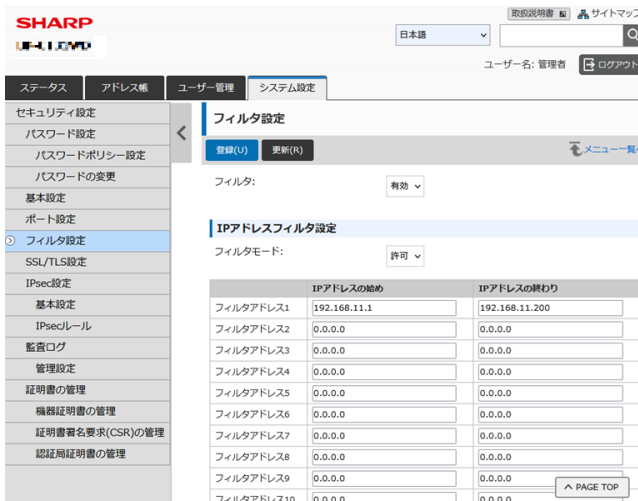 取扱説明書 サイトマップ
SHARP
日本語
ユーザー名: 管理者 ログアウト
ステータス アドレス帳 ユーザー管理 システム設定
セキュリティ設定
パスワード設定
パスワードポリシー設定
パスワードの変更
基本設定
ポート設定
フィルタ設定
SSL/TLS設定
IPsec設定
基本設定
IPsecルール
監査ログ
管理設定
証明書の管理
機器証明書の管理
証明書署名要求(CSR)の管理
認証局証明書の管理
フィルタ設定
登録(U) 更新(R) メニュー一覧
フィルタ: 有効
IPアドレスフィルタ設定
フィルタモード: 許可
IPアドレスの始め IPアドレスの終わり
フィルタアドレス1 192.168.11.1 192.168.11.200
フィルタアドレス2 0.0.0.0 0.0.0.0
フィルタアドレス3 0.0.0.0 0.0.0.0
フィルタアドレス4 0.0.0.0 0.0.0.0
フィルタアドレス5 0.0.0.0 0.0.0.0
フィルタアドレス6 0.0.0.0 0.0.0.0
フィルタアドレス7 0.0.0.0 0.0.0.0
フィルタアドレス8 0.0.0.0 0.0.0.0
フィルタアドレス9 0.0.0.0 0.0.0.0
フィルタアドレス10 0.0.0.0 0.0.0.0
PAGE TOP